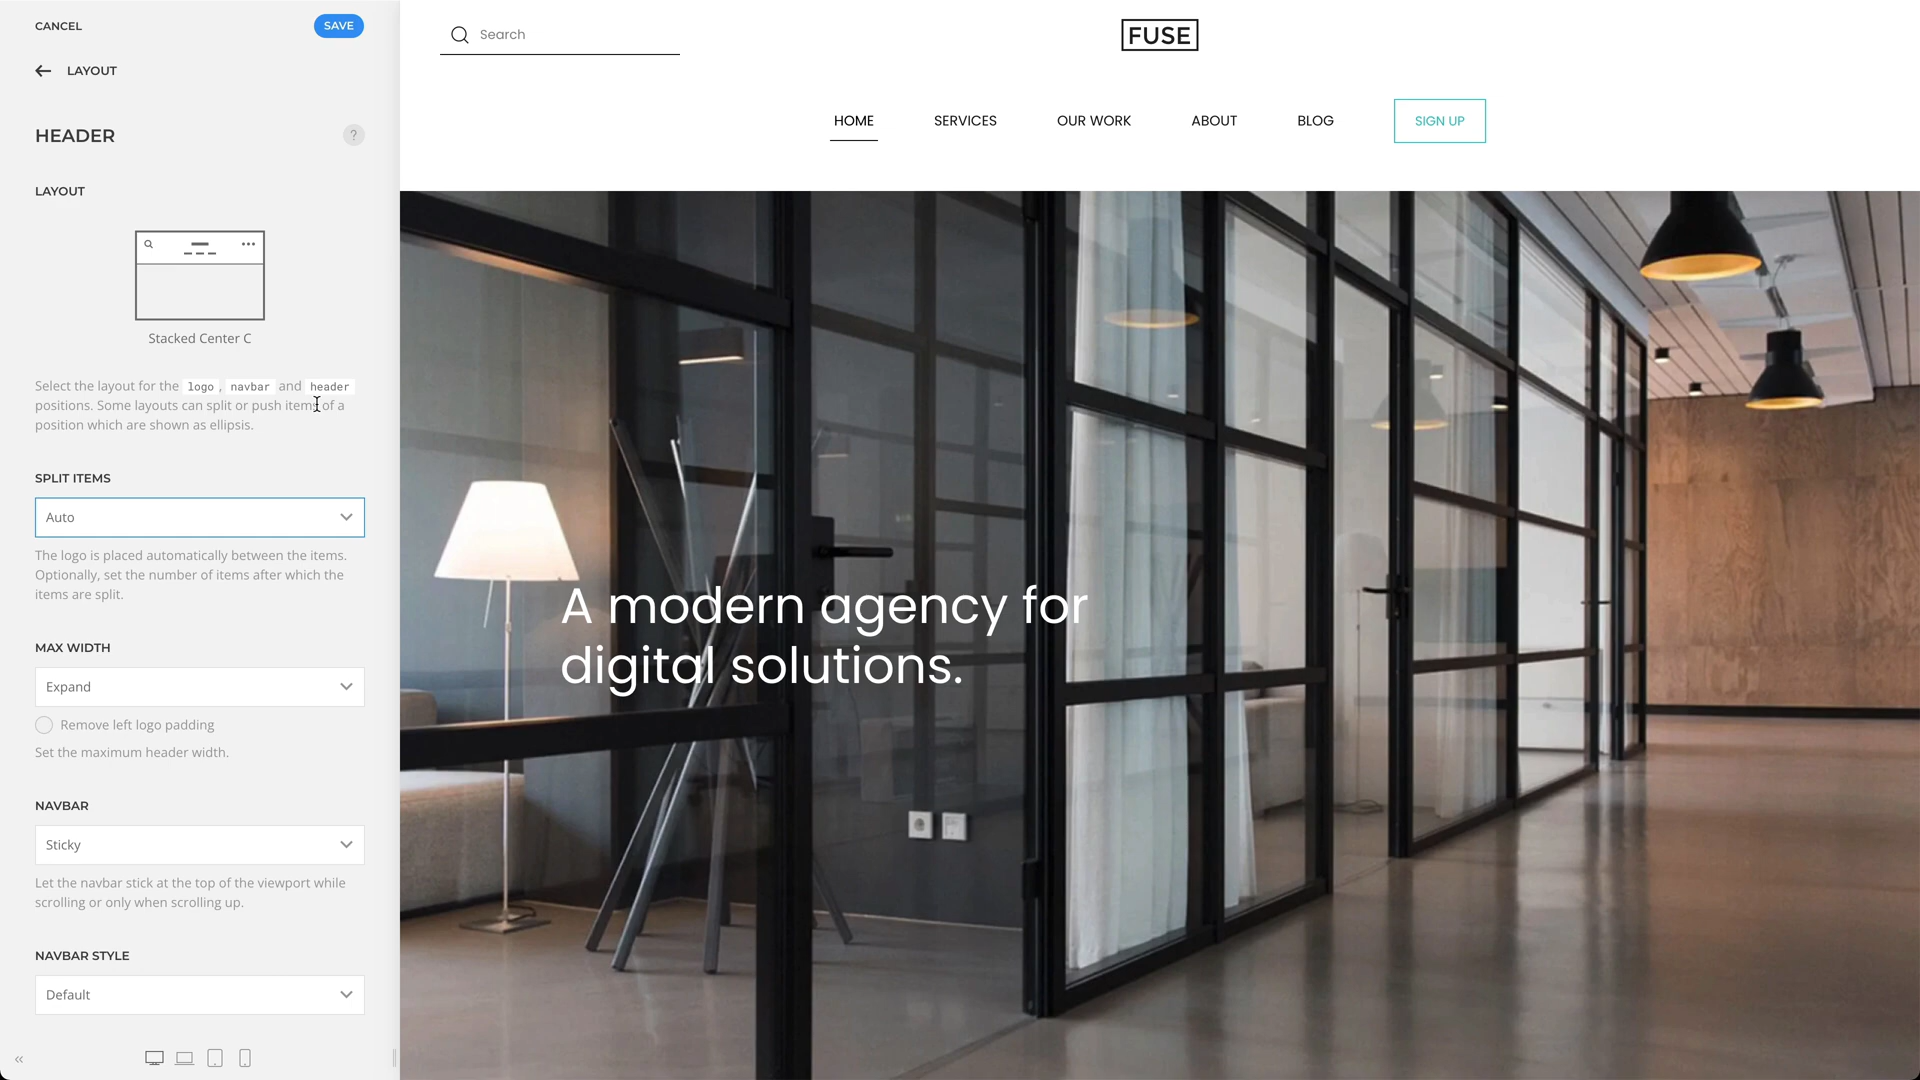 CANCEL
SAVE
LAYOUT
HEADER
?
LAYOUT
Stacked Center C
Select the layout for the logo, navbar and header
positions. Some layouts can split or push items of a
position which are shown as ellipsis.
SPLIT ITEMS
Auto
The logo is placed automatically between the items.
Optionally, set the number of items after which the
items are split.
MAX WIDTH
Expand
Remove left logo padding
Set the maximum header width.
NAVBAR
Sticky
Let the navbar stick at the top of the viewport while
scrolling or only when scrolling up.
NAVBAR STYLE
Default
Search
FUSE
HOME SERVICES OUR WORK ABOUT BLOG SIGN UP
A modern agency for
digital solutions.